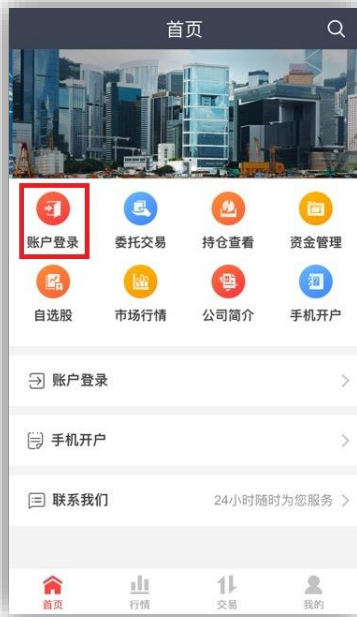 首页
账户登录 委托交易 持仓查看 资金管理
自选股 市场行情 公司简介 手机开户
账户登录
手机开户
联系我们 24小时随时为您服务
首页 行情 交易 我的